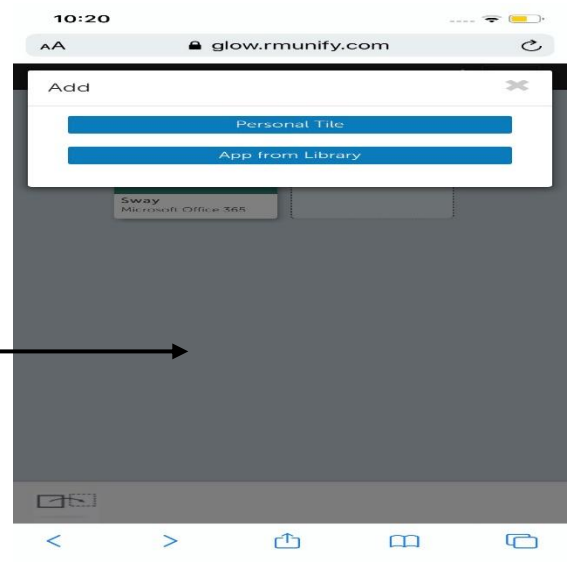 10:20
AA glow.rmunify.com
Add
Personal Tile
App from Library
Sway
Microsoft Office 365